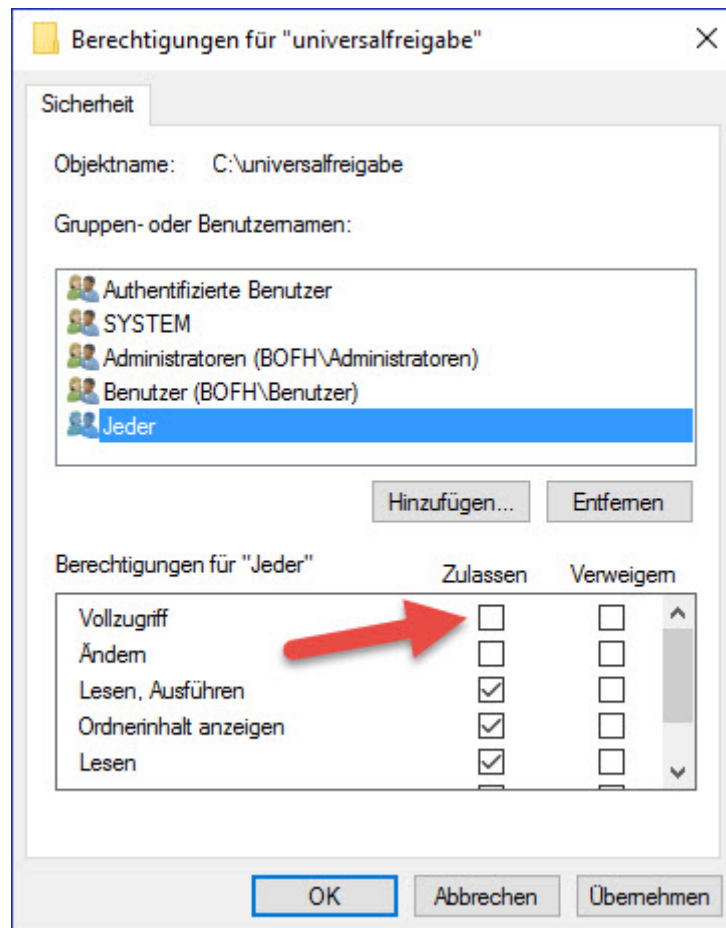 Berechtigungen für "universalfreigabe"
Sicherheit
Objektname: C:\universalfreigabe
Gruppen- oder Benutzernamen:
Authentifizierte Benutzer
SYSTEM
Administratoren (BOFH\Administratoren)
Benutzer (BOFH\Benutzer)
Jeder
Hinzufügen... Entfernen
Berechtigungen für "Jeder" Zulassen Verweigern
Vollzugriff
Ändern
Lesen, Ausführen
Ordnerinhalt anzeigen
Lesen
OK Abbrechen Übernehmen